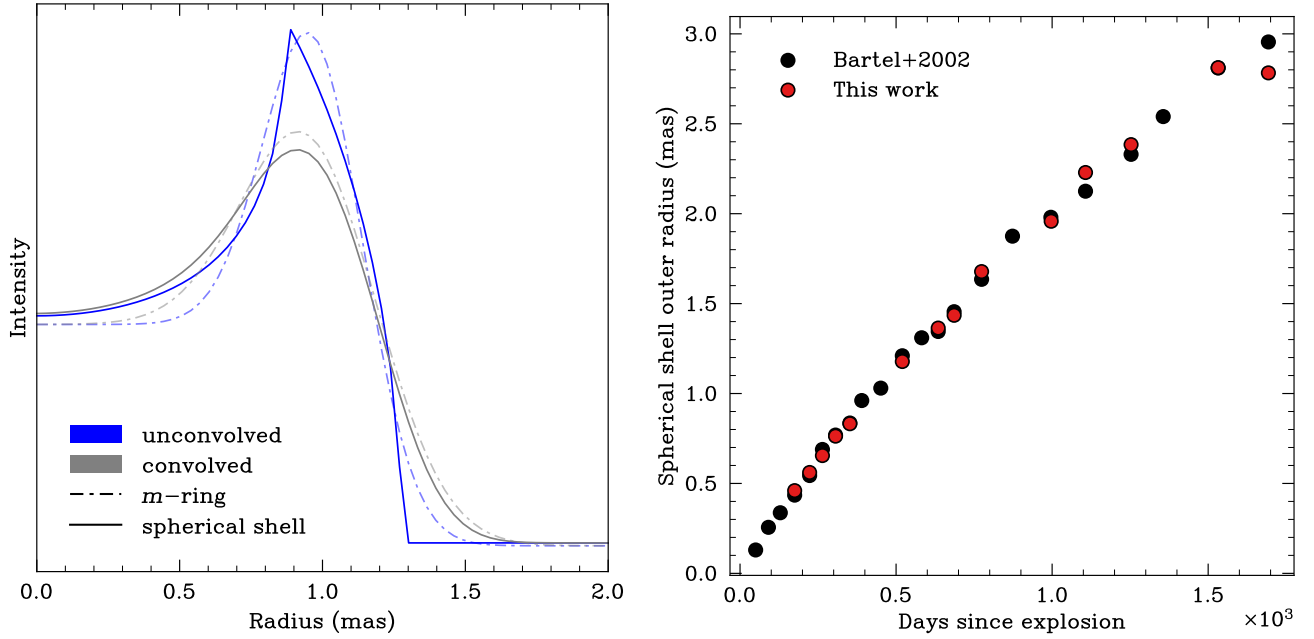 Intensity
unconvolved
convolved
m−ring
spherical shell
0.0 0.5 1.0 1.5 2.0
Radius (mas)
Spherical shell outer radius (mas)
3.0
2.5
2.0
1.5
1.0
0.5
0.0
Bartel+2002
This work
0.0 0.5 1.0 1.5
×10³
Days since explosion